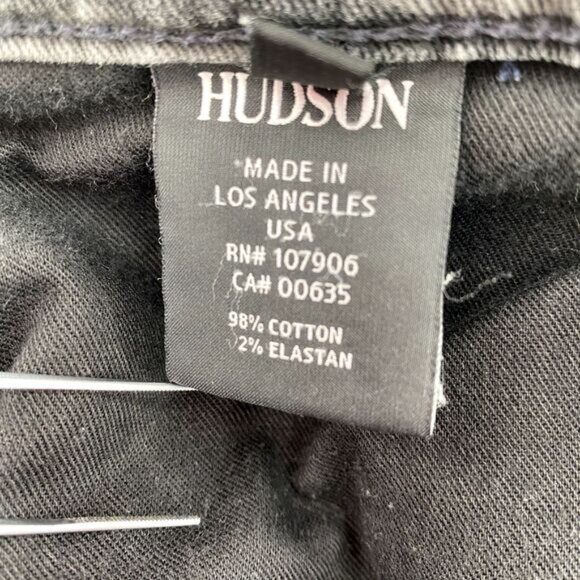 HUDSON
MADE IN
LOS ANGELES
USA
RN# 107906
CA# 00635
98% COTTON
2% ELASTAN